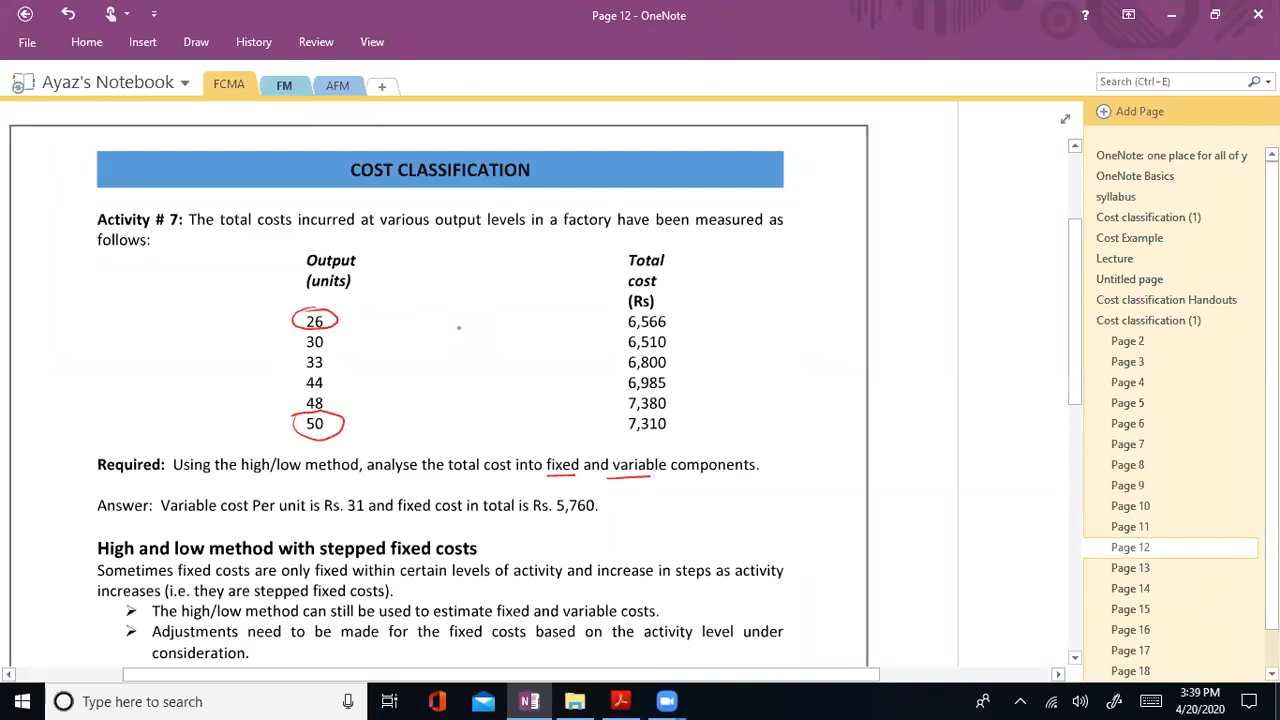 Page 12 - OneNote
?
File Home Insert Draw History Review View
Ayaz's Notebook FCMA FM AFM +
Search (Ctrl+E)
Add Page
COST CLASSIFICATION
Activity # 7: The total costs incurred at various output levels in a factory have been measured as
follows:
Output Total
(units) cost
(Rs)
26 6,566
30 6,510
33 6,800
44 6,985
48 7,380
50 7,310
Required: Using the high/low method, analyse the total cost into fixed and variable components.
Answer: Variable cost Per unit is Rs. 31 and fixed cost in total is Rs. 5,760.
High and low method with stepped fixed costs
Sometimes fixed costs are only fixed within certain levels of activity and increase in steps as activity
increases (i.e. they are stepped fixed costs).
The high/low method can still be used to estimate fixed and variable costs.
Adjustments need to be made for the fixed costs based on the activity level under
consideration.
OneNote: one place for all of y
OneNote Basics
syllabus
Cost classification (1)
Cost Example
Lecture
Untitled page
Cost classification Handouts
Cost classification (1)
Page 2
Page 3
Page 4
Page 5
Page 6
Page 7
Page 8
Page 9
Page 10
Page 11
Page 12
Page 13
Page 14
Page 15
Page 16
Page 17
Page 18
Type here to search
3:39 PM
4/20/2020